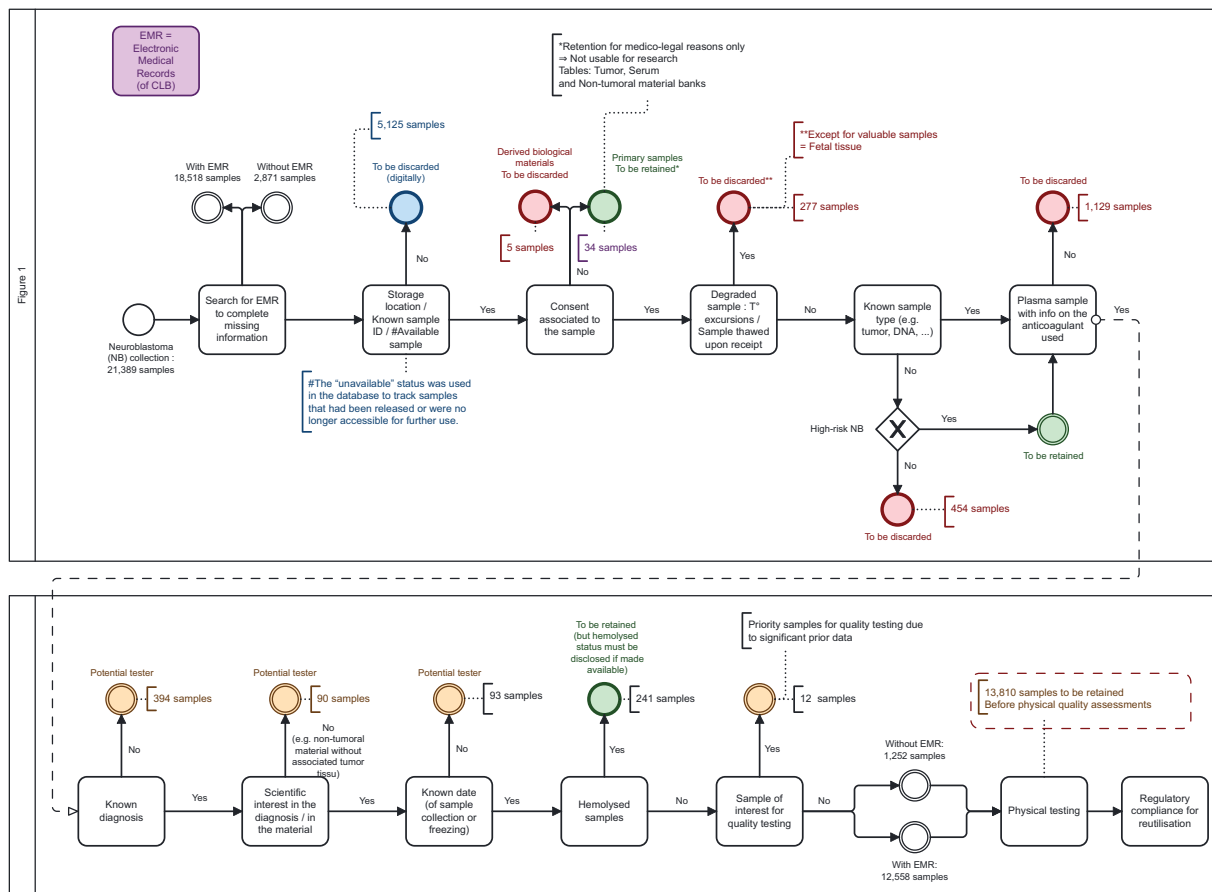 Figure 1
EMR =
Electronic
Medical
Records
(of CLB)
*Retention for medico-legal reasons only
⇒ Not usable for research
Tables: Tumor, Serum
and Non-tumoral material banks
5,125 samples
**Except for valuable samples
= Fetal tissue
With EMR
18,518 samples
Without EMR
2,871 samples
To be discarded
(digitally)
Derived biological
materials
To be discarded
Primary samples
To be retained*
To be discarded**
To be discarded
277 samples
1,129 samples
5 samples
34 samples
No
No
Yes
No
Neuroblastoma
(NB) collection :
21,389 samples
Search for EMR
to complete
missing
information
Storage
location /
Known sample
ID / #Available
sample
Yes
Consent
associated to
the sample
Yes
Degraded
sample : T°
excursions /
Sample thawed
upon receipt
No
Known sample
type (e.g.
tumor, DNA, ...)
Yes
Plasma sample
with info on the
anticoagulant
used
Yes
#The “unavailable” status was used
in the database to track samples
that had been released or were no
longer accessible for further use.
No
High-risk NB
X
Yes
To be retained
No
454 samples
To be discarded
Potential tester
394 samples
Potential tester
90 samples
Potential tester
93 samples
To be retained
(but hemolysed
status must be
disclosed if made
available)
241 samples
Priority samples for quality testing due
to significant prior data
12 samples
13,810 samples to be retained
Before physical quality assessments
No
No
(e.g. non-tumoral
material without
associated tumor
tissu)
No
Yes
Yes
Known
diagnosis
Yes
Scientific
interest in the
diagnosis / in
the material
Yes
Known date
(of sample
collection or
freezing)
Yes
Hemolysed
samples
No
Sample of
interest for
quality testing
No
Without EMR:
1,252 samples
With EMR:
12,558 samples
Physical testing
Regulatory
compliance for
reutilisation